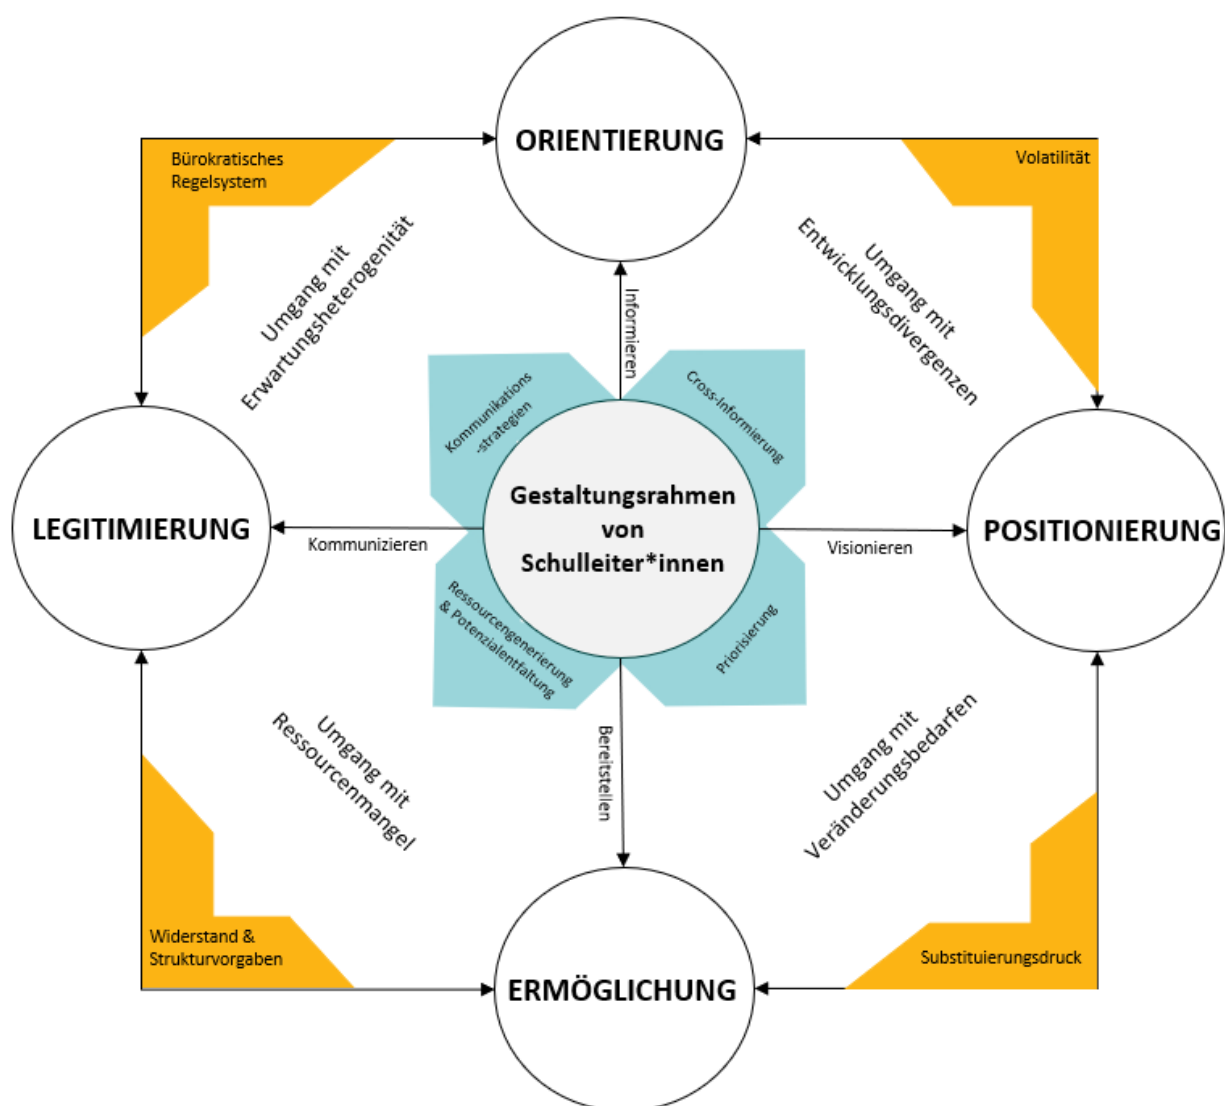 ORIENTIERUNG
Bürokratisches
Regelsystem
Volatilität
Umgang mit
Erwartungsheterogenität
Umgang mit
Entwicklungsdivergenzen
Informieren
Kommunikations
-strategien
Cross-Informierung
Gestaltungsrahmen
von
Schulleiter*innen
LEGITIMIERUNG
Kommunizieren
Visionieren
POSITIONIERUNG
Ressourcengenerierung
& Potenzialentfaltung
Priorisierung
Bereitstellen
Umgang mit
Ressourcenmangel
Umgang mit
Veränderungsbedarfen
Widerstand &
Strukturvorgaben
Substituierungsdruck
ERMÖGLICHUNG